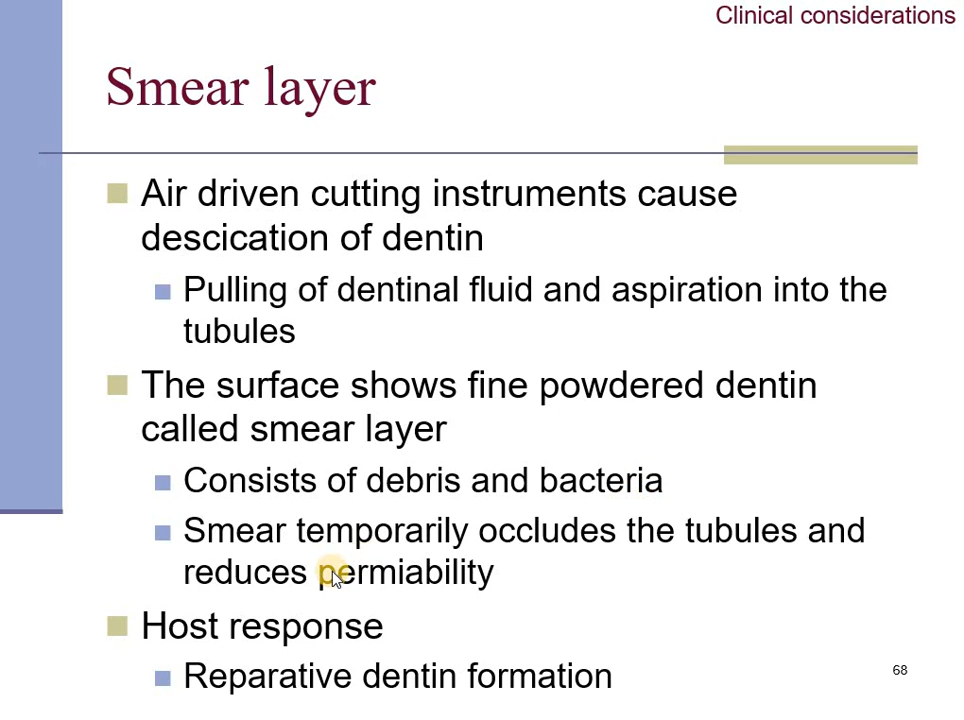 Clinical considerations
Smear layer
Air driven cutting instruments cause
descication of dentin
Pulling of dentinal fluid and aspiration into the
tubules
The surface shows fine powdered dentin
called smear layer
Consists of debris and bacteria
Smear temporarily occludes the tubules and
reduces permiability
Host response
Reparative dentin formation
68